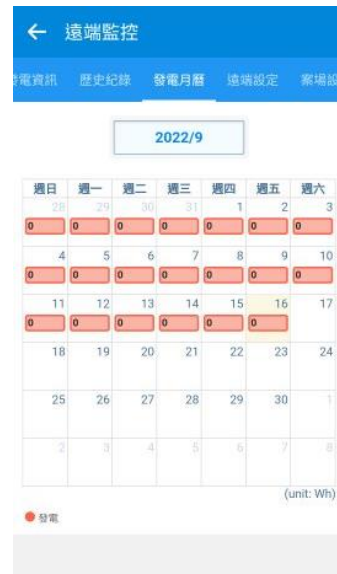 ← 遠端監控
發電資訊 歷史紀錄 發電月曆 遠端設定 案場設
2022/9
週日 週一 週二 週三 週四 週五 週六
28 29 30 31 1 2 3
0 0 0 0 0 0 0
4 5 6 7 8 9 10
0 0 0 0 0 0 0
11 12 13 14 15 16 17
0 0 0 0 0 0
18 19 20 21 22 23 24
25 26 27 28 29 30 1
2 3 4 5 6 7 8
(unit: Wh)
發電